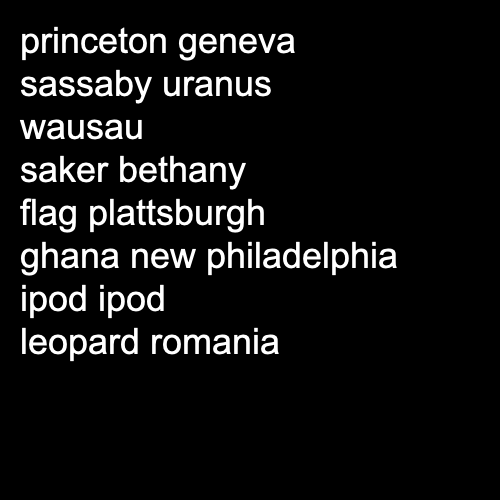 princeton geneva
sassaby uranus
wausau
saker bethany
flag plattsburgh
ghana new philadelphia
ipod ipod
leopard romania